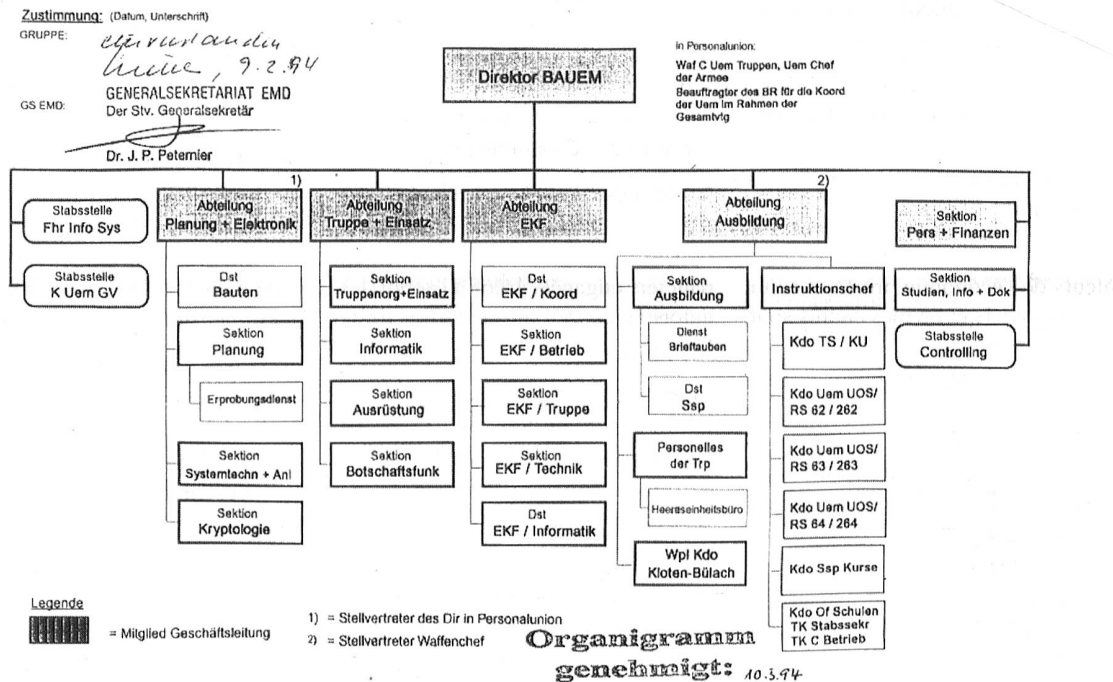 Zustimmung: (Datum, Unterschrift)
GRUPPE:
einverstanden
, 9.2.94
GS EMD:
GENERALSEKRETARIAT EMD
Der Stv. Generalsekretär
Dr. J. P. Peternier
Direktor BAUEM
in Personalunion:
Waf C Uem Truppen, Uem Chef
der Armee
Beauftragter des BR für die Koord
der Uem im Rahmen der
Gesamtvtg
Stabsstelle
Fhr Info Sys
Stabsstelle
K Uem GV
1)
Abteilung
Planung + Elektronik
Dst
Bauten
Sektion
Planung
Erprobungsdienst
Sektion
Systemtechn + Anl
Sektion
Kryptologie
Abteilung
Truppe + Einsatz
Sektion
Truppenorg+Einsatz
Sektion
Informatik
Sektion
Ausrüstung
Sektion
Botschaftsfunk
Abteilung
EKF
Dst
EKF / Koord
Sektion
EKF / Betrieb
Sektion
EKF / Truppe
Sektion
EKF / Technik
Dst
EKF / Informatik
2)
Abteilung
Ausbildung
Sektion
Ausbildung
Dienst
Brieftauben
Dst
Ssp
Personelles
der Trp
Heereseinheitsbüro
Wpl Kdo
Kloten-Bülach
Instruktionschef
Kdo TS / KU
Kdo Uem UOS/
RS 62 / 262
Kdo Uem UOS/
RS 63 / 263
Kdo Uem UOS/
RS 64 / 264
Kdo Ssp Kurse
Kdo Of Schulen
TK Stabssekr
TK C Betrieb
Sektion
Pers + Finanzen
Sektion
Studien, Info + Dok
Stabsstelle
Controlling
Legende
= Mitglied Geschäftsleitung
1) = Stellvertreter des Dir in Personalunion
2) = Stellvertreter Waffenchef
Organigramm
genehmigt: 10.3.94